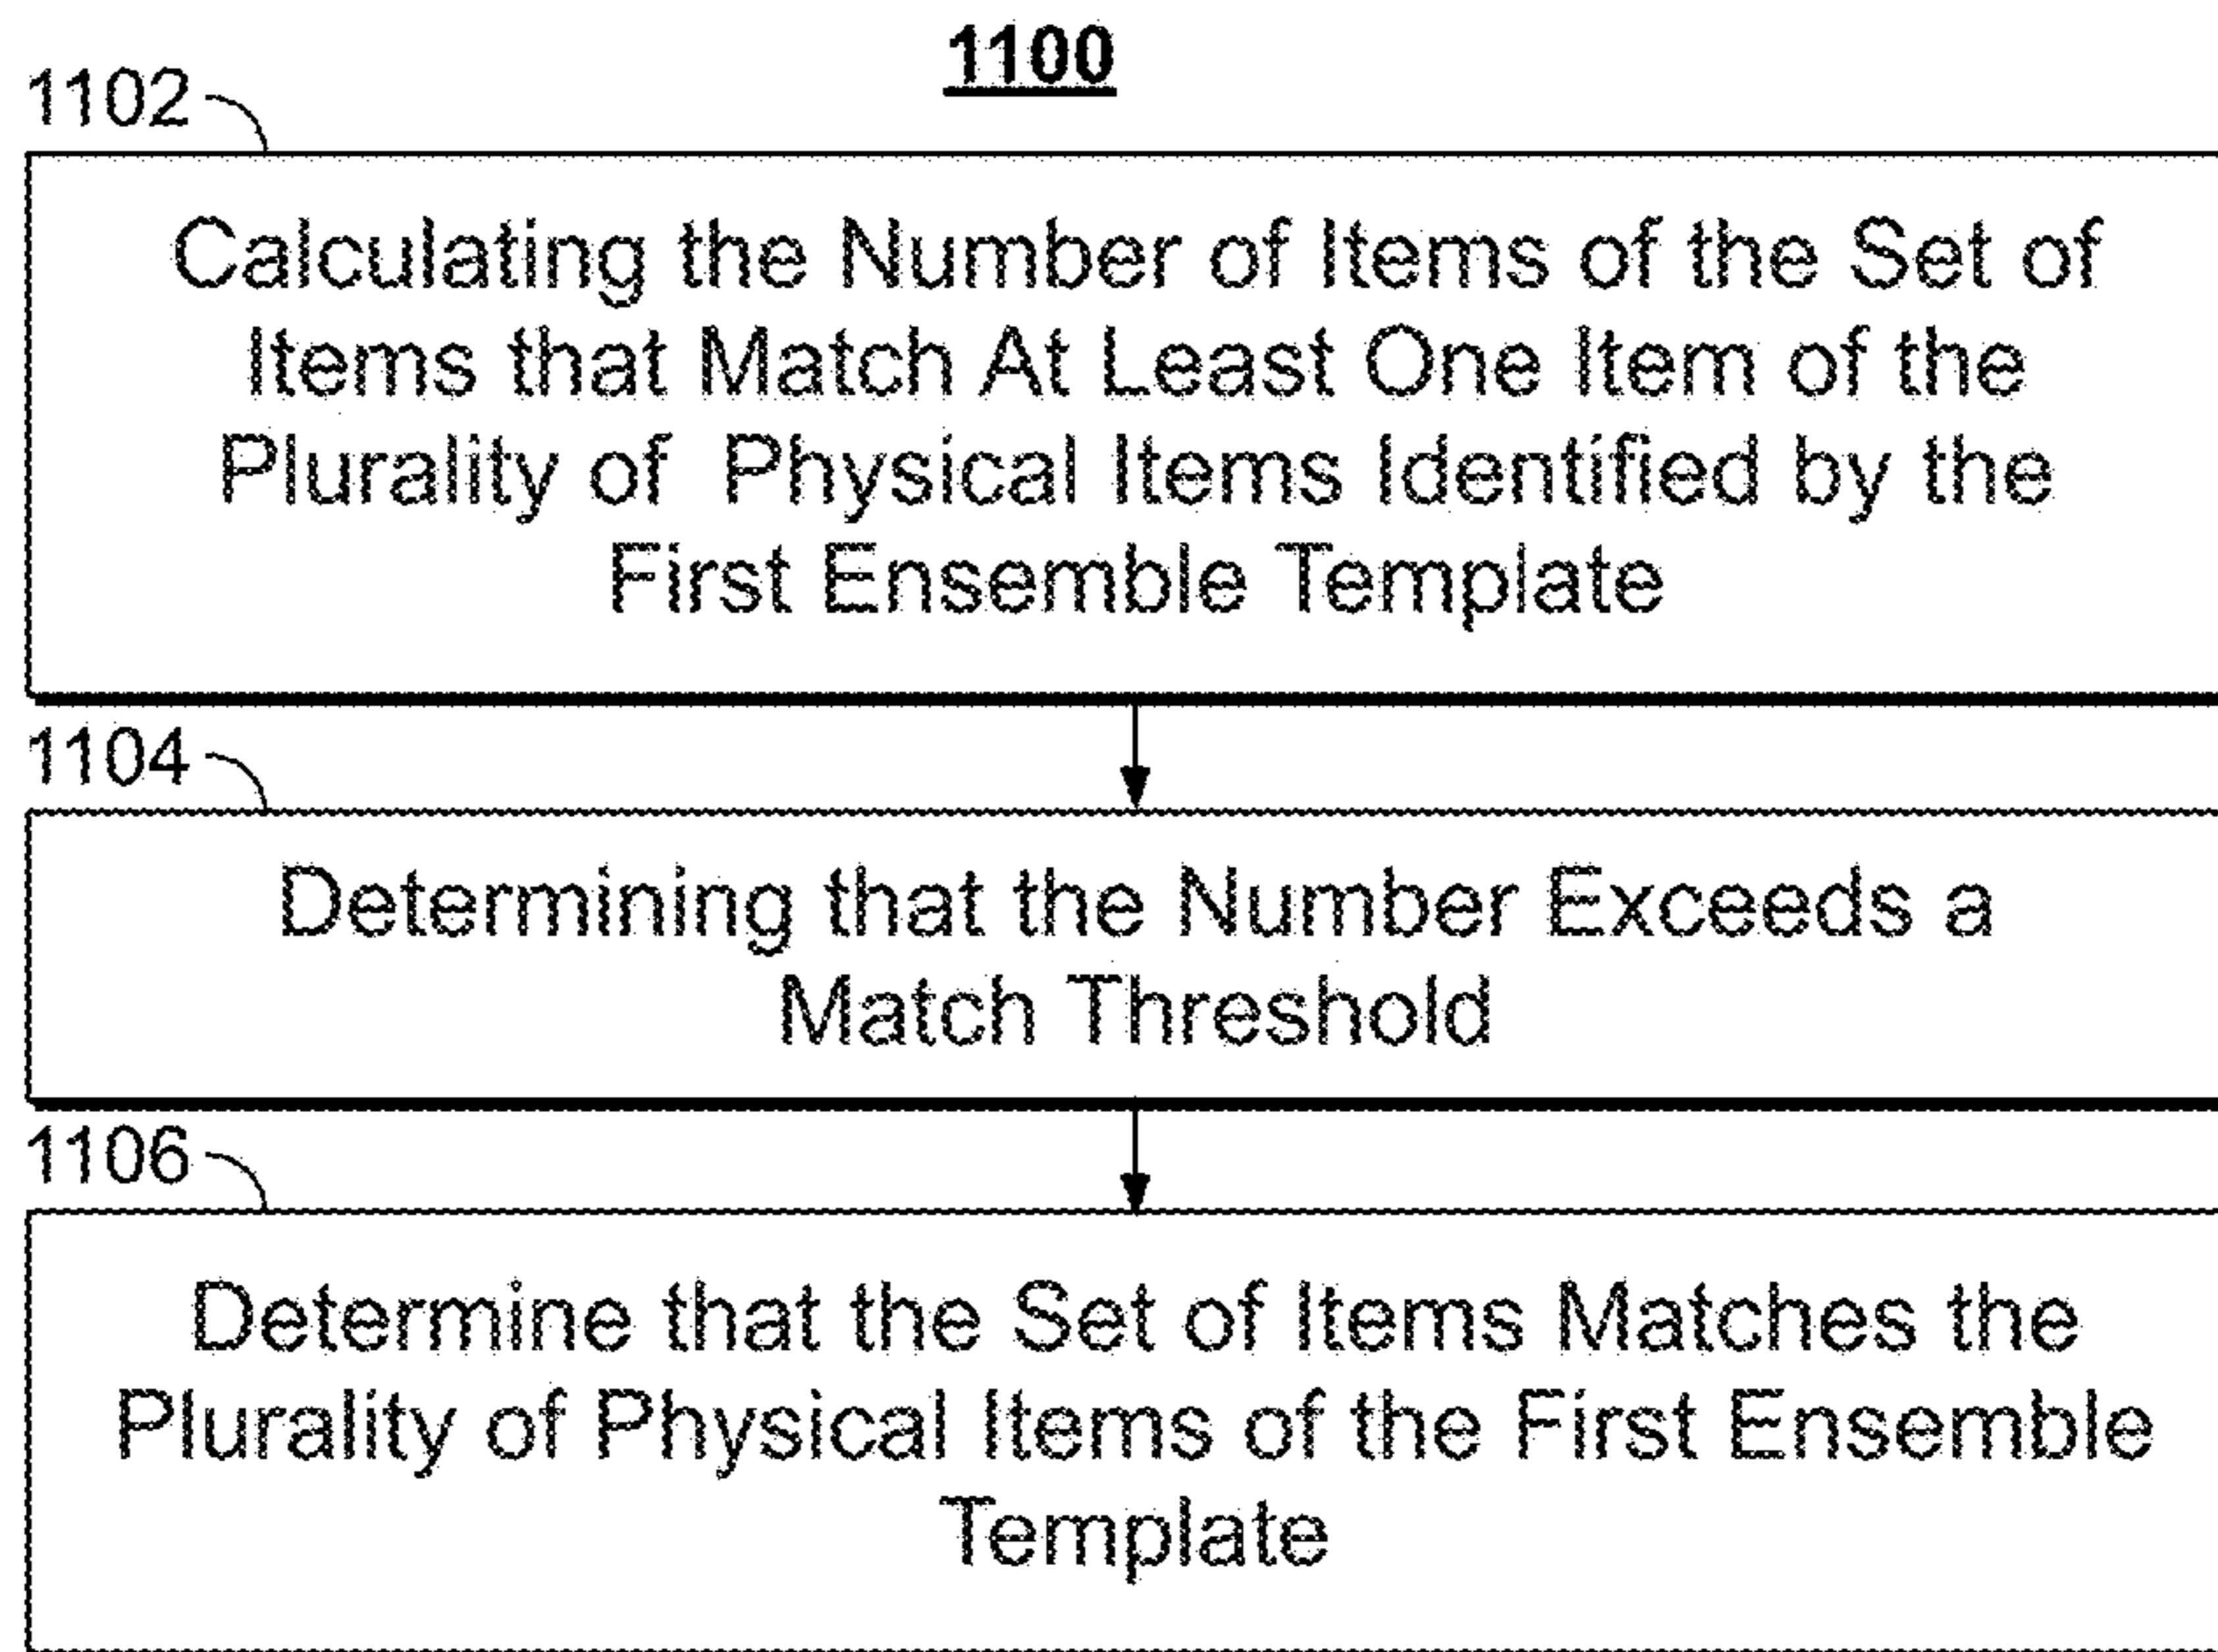 1100
1102
Calculating the Number of Items of the Set of
Items that Match At Least One Item of the
Plurality of Physical Items Identified by the
First Ensemble Template
1104
Determining that the Number Exceeds a
Match Threshold
1106
Determine that the Set of Items Matches the
Plurality of Physical Items of the First Ensemble
Template